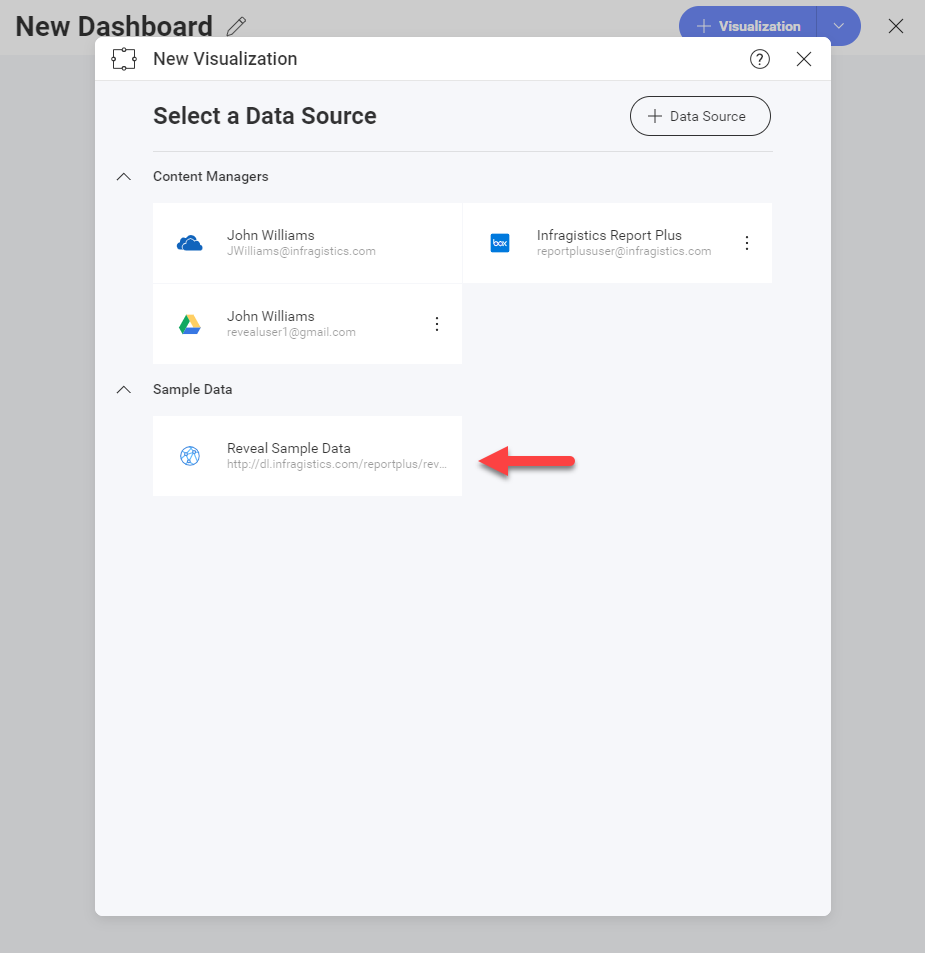 New Dashboard
+ Visualization
New Visualization
?
Select a Data Source
+ Data Source
Content Managers
John Williams
JWilliams@infragistics.com
box
Infragistics Report Plus
reportplususer@infragistics.com
John Williams
revealuser1@gmail.com
Sample Data
Reveal Sample Data
http://dl.infragistics.com/reportplus/rev...